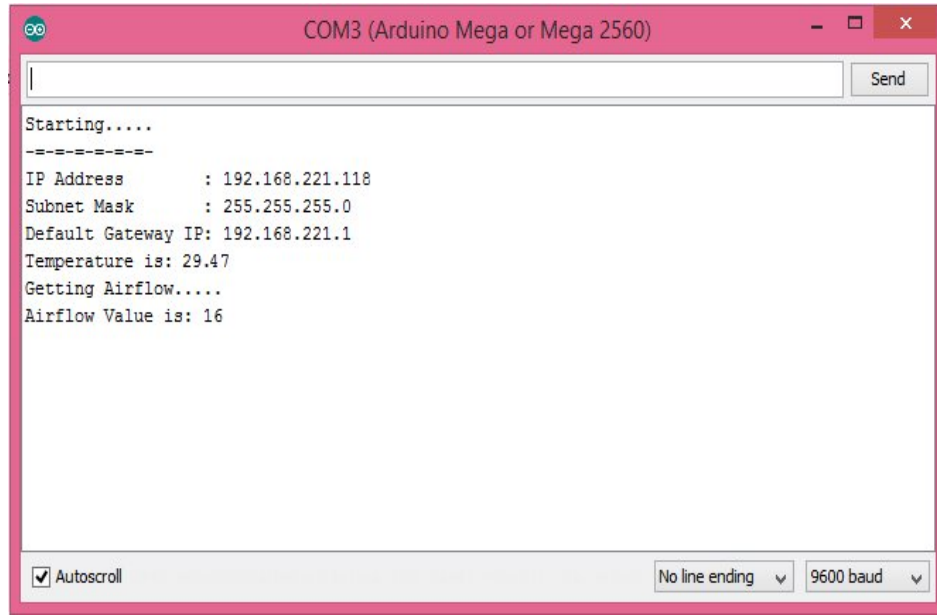 COM3 (Arduino Mega or Mega 2560)
Send
Starting.....
-=-=-=-=-=-=-
IP Address         : 192.168.221.118
Subnet Mask        : 255.255.255.0
Default Gateway IP: 192.168.221.1
Temperature is: 29.47
Getting Airflow.....
Airflow Value is: 16
Autoscroll
No line ending
9600 baud